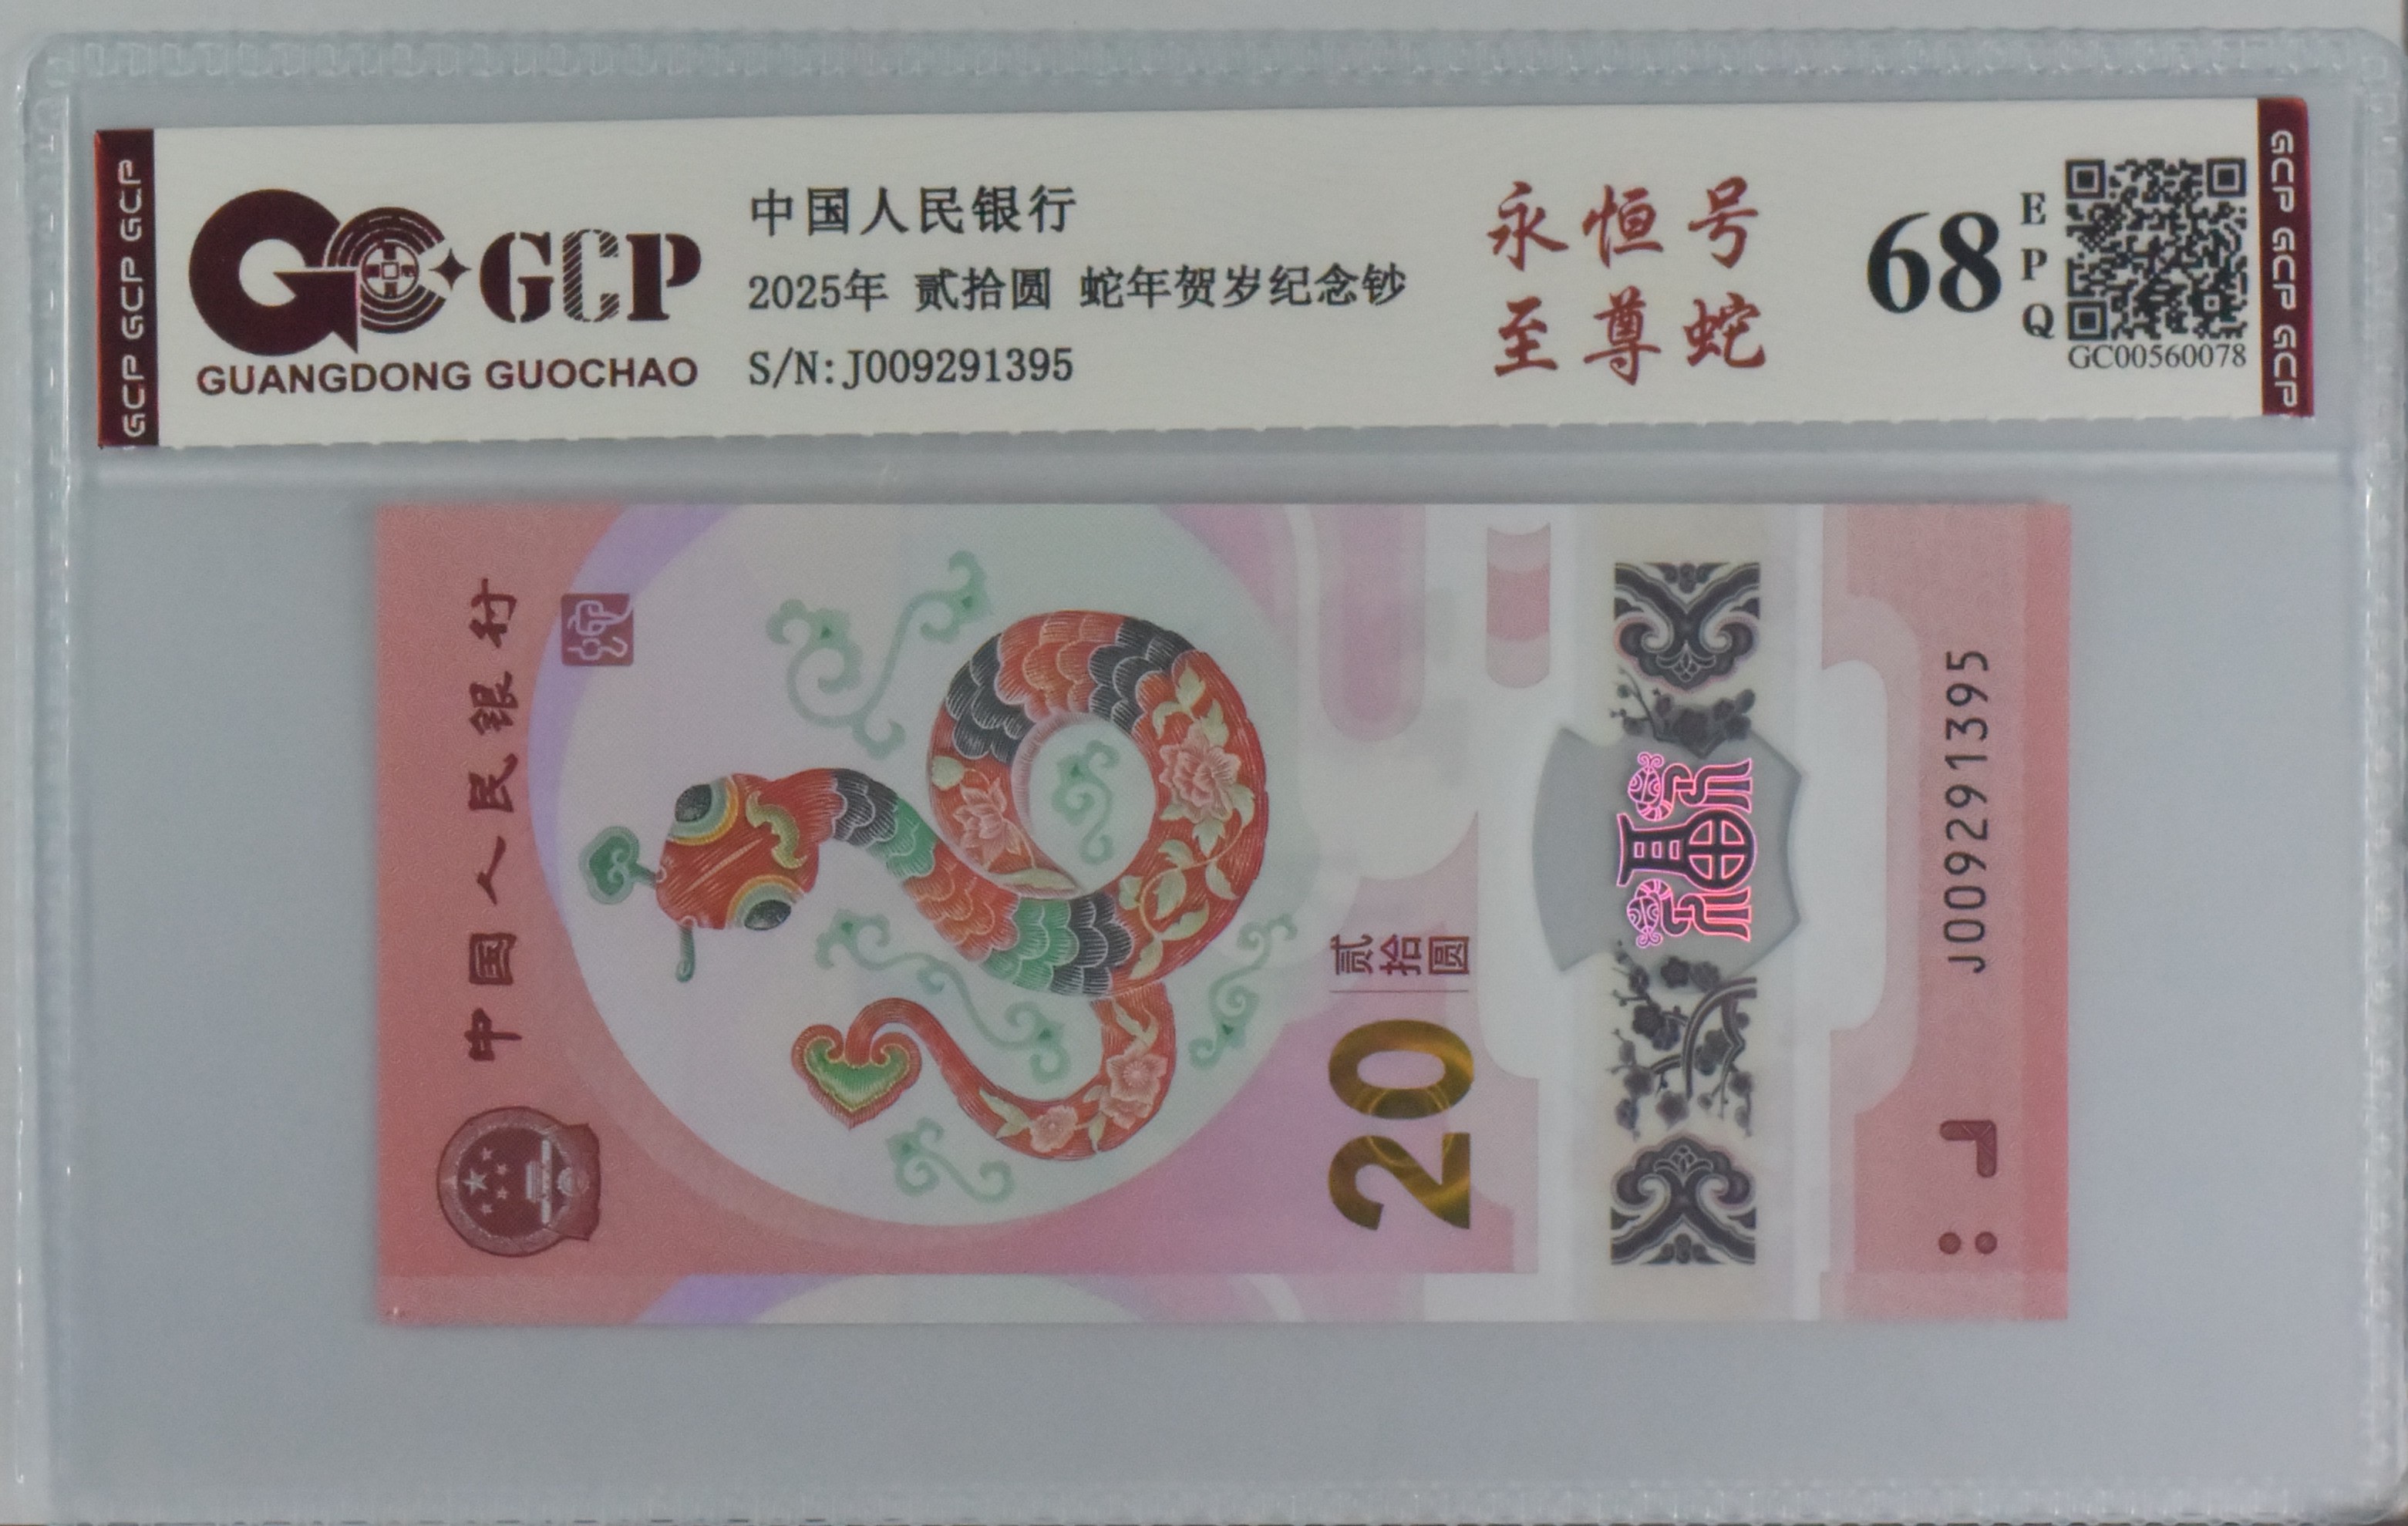 GCP GCP GCP
GCP
GUANGDONG GUOCHAO
中国人民银行
2025年 贰拾圆 蛇年贺岁纪念钞
S/N:J009291395
永恒号
至尊蛇
68
EPQ
GC00560078
GCP GCP GCP
中国人民银行
贰拾圆
20
J009291395